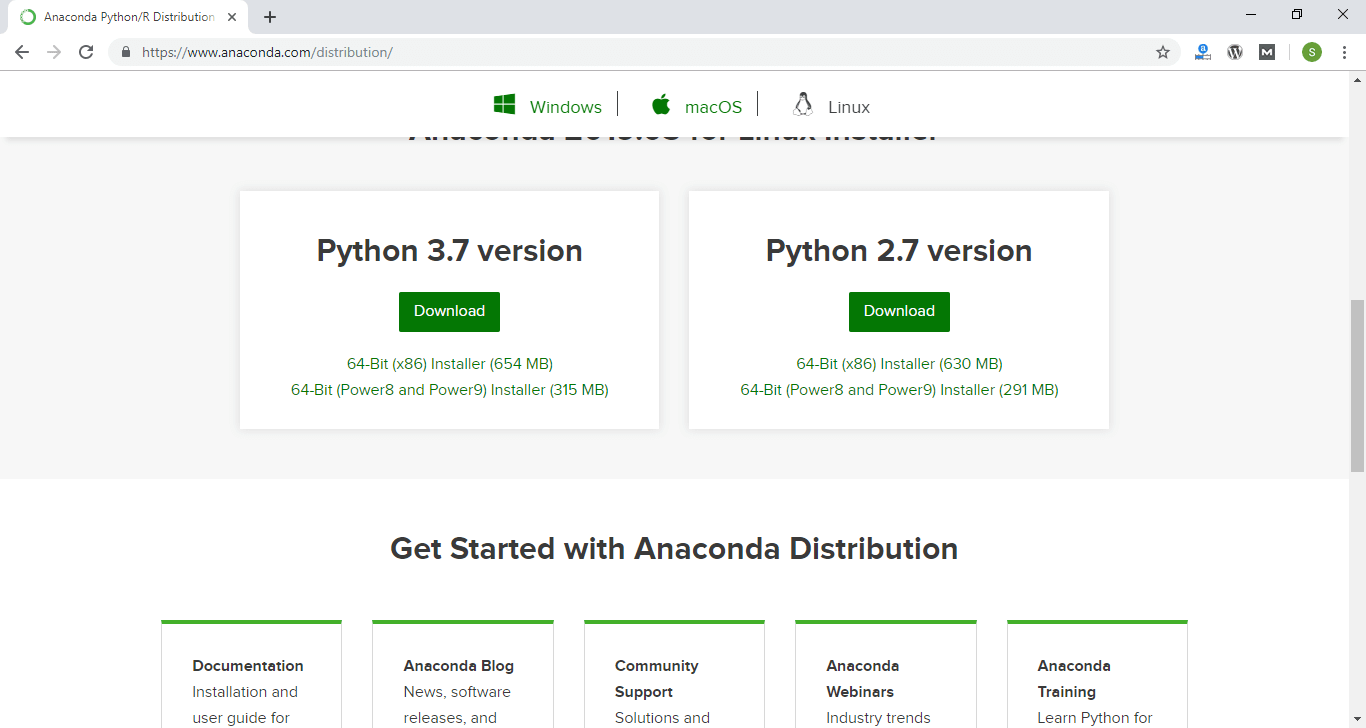 Anaconda Python/R Distribution
https://www.anaconda.com/distribution/
S
Windows
macOS
Linux
for Linux Installer
Python 3.7 version
Download
64-Bit (x86) Installer (654 MB)
64-Bit (Power8 and Power9) Installer (315 MB)
Python 2.7 version
Download
64-Bit (x86) Installer (630 MB)
64-Bit (Power8 and Power9) Installer (291 MB)
Get Started with Anaconda Distribution
Documentation
Installation and
user guide for
Anaconda Blog
News, software
releases, and
Community
Support
Solutions and
Anaconda
Webinars
Industry trends
Anaconda
Training
Learn Python for